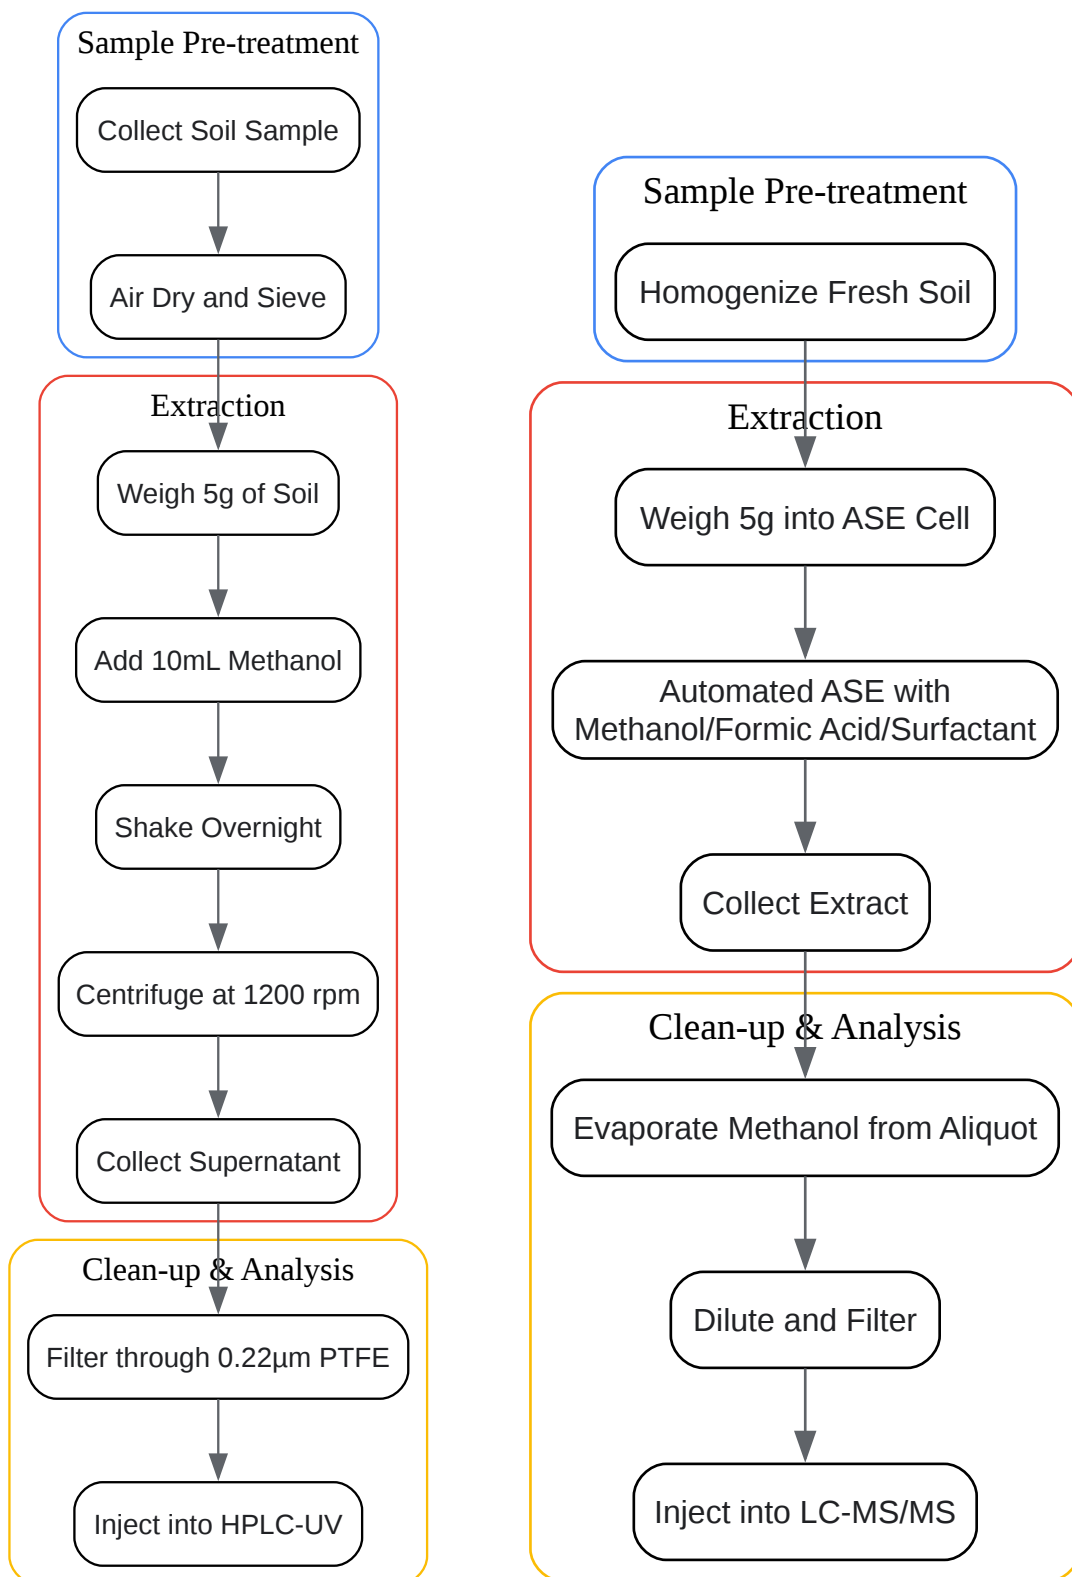 Sample Pre-treatment
Collect Soil Sample
Air Dry and Sieve
Extraction
Weigh 5g of Soil
Add 10mL Methanol
Shake Overnight
Centrifuge at 1200 rpm
Collect Supernatant
Clean-up & Analysis
Filter through 0.22µm PTFE
Inject into HPLC-UV
Sample Pre-treatment
Homogenize Fresh Soil
Extraction
Weigh 5g into ASE Cell
Automated ASE with
Methanol/Formic Acid/Surfactant
Collect Extract
Clean-up & Analysis
Evaporate Methanol from Aliquot
Dilute and Filter
Inject into LC-MS/MS